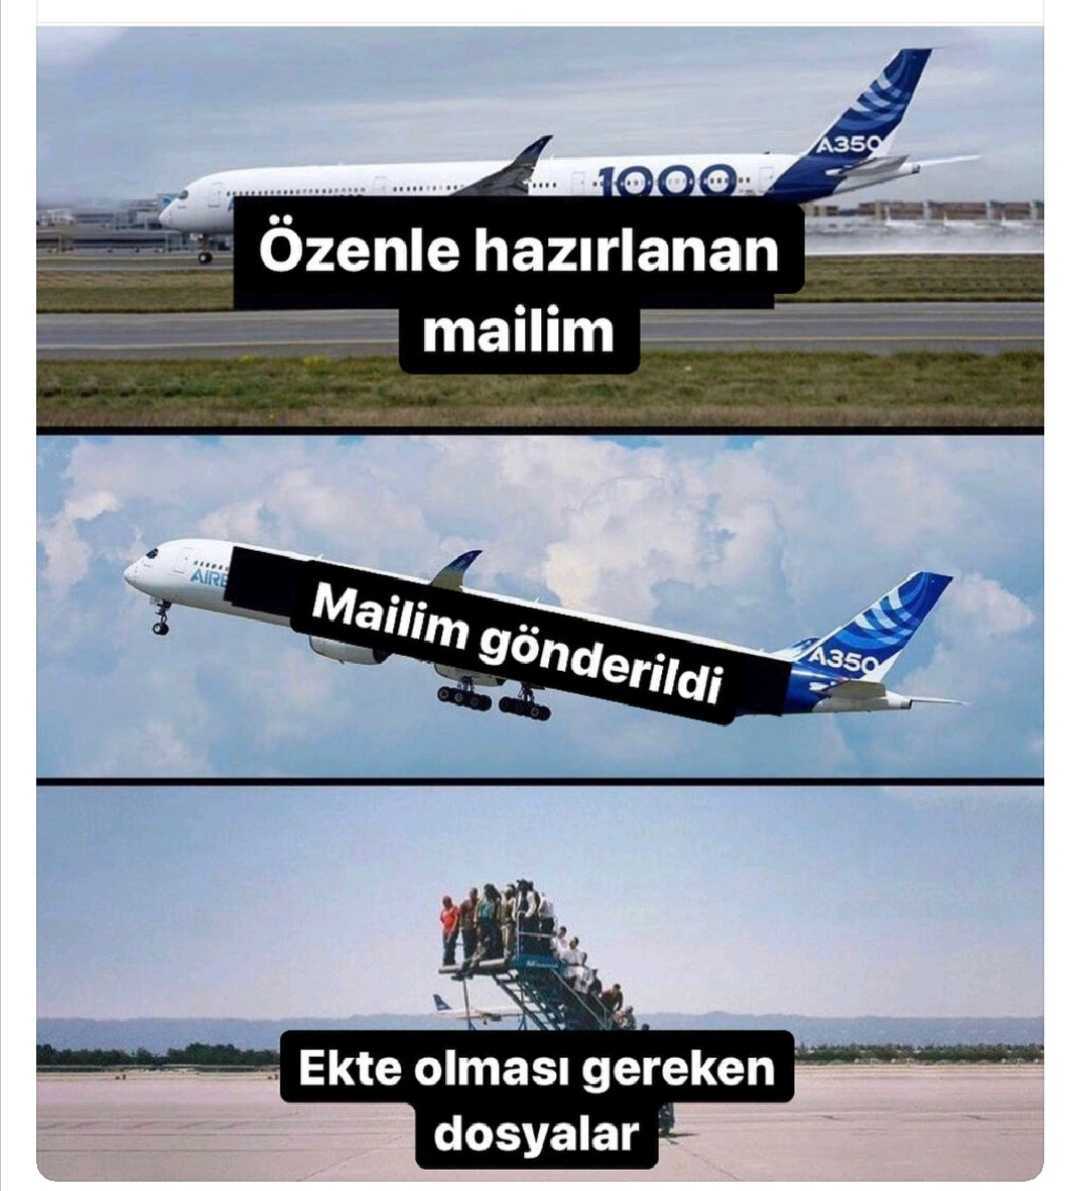 A350
1000
Özenle hazırlanan
mailim
AIRB
Mailim gönderildi
A350
Ekte olması gereken
dosyalar